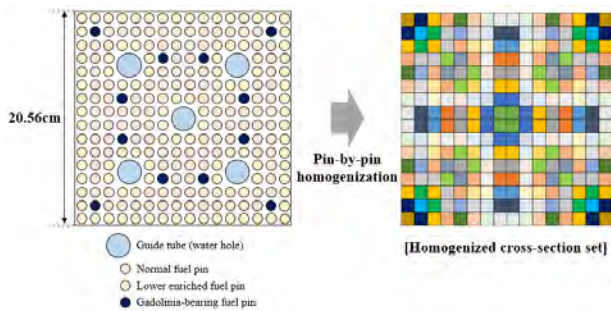 20.56cm
Pin-by-pin
homogenization
Guide tube (water hole)
Normal fuel pin
Lower enriched fuel pin
Gadolinia-bearing fuel pin
[Homogenized cross-section set]